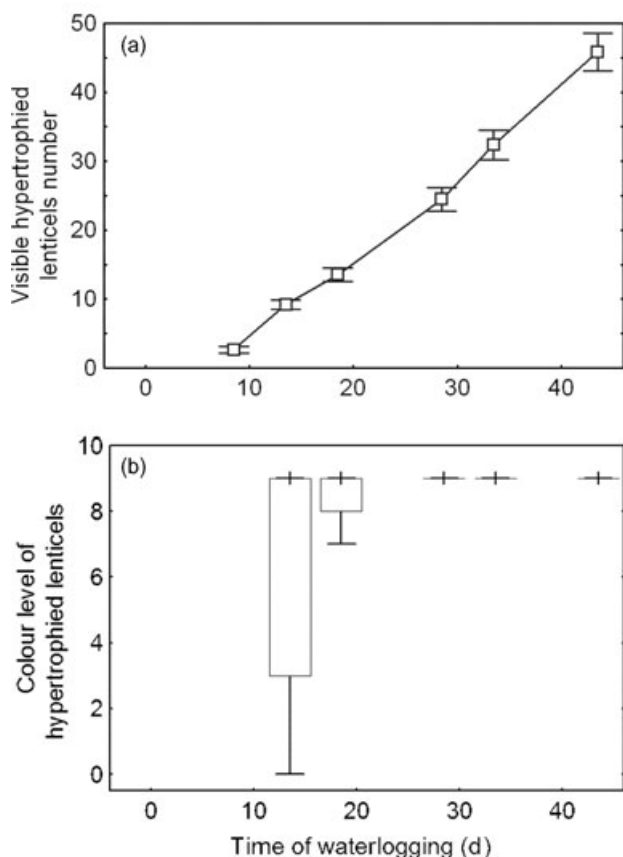 (a)
Visible hypertrophied
lenticels number
50
40
30
20
10
0
0 10 20 30 40
(b)
Colour level of
hypertrophied lenticels
10
8
6
4
2
0
0 10 20 30 40
Time of waterlogging (d)